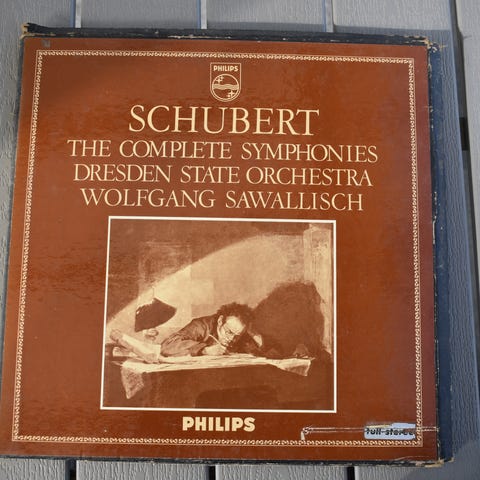 PHILIPS
SCHUBERT
THE COMPLETE SYMPHONIES
DRESDEN STATE ORCHESTRA
WOLFGANG SAWALLISCH
PHILIPS
full-stereo